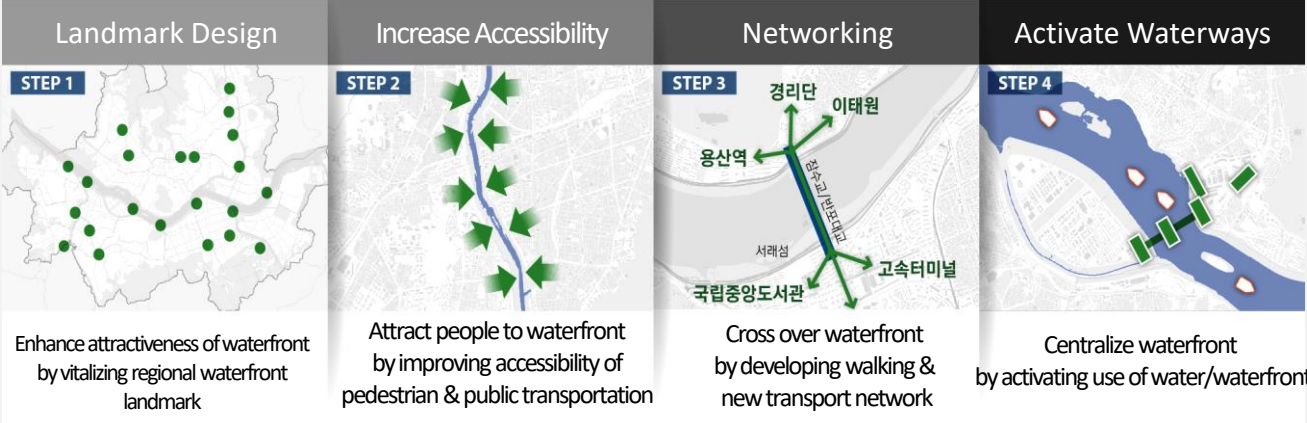 Landmark Design
STEP 1
Enhance attractiveness of waterfront
by vitalizing regional waterfront
landmark
Increase Accessibility
STEP 2
Attract people to waterfront
by improving accessibility of
pedestrian & public transportation
Networking
STEP 3
경리단
이태원
용산역
잠수교/반포대교
서래섬
고속터미널
국립중앙도서관
Cross over waterfront
by developing walking &
new transport network
Activate Waterways
STEP 4
Centralize waterfront
by activating use of water/waterfront